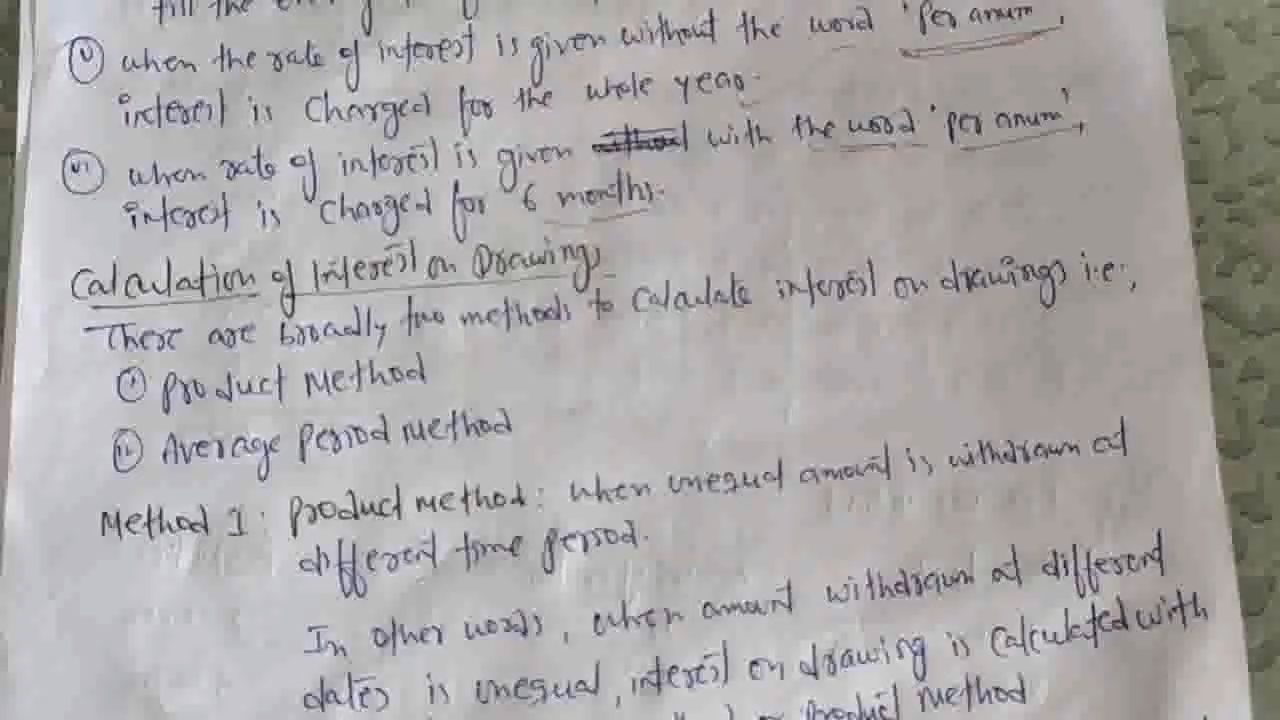 till the
(V) when the rate of interest is given without the word 'per anum',
interest is charged for the whole year.
(vi) when rate of interest is given with the word 'per anum',
interest is charged for 6 months.
Calculation of Interest on Drawings
There are broadly two methods to calculate interest on drawings i.e;
(i) product Method
(ii) Average period method
Method 1: product method: when unequal amount is withdrawn at
different time period.
In other words, when amount withdrawn at different
dates is unequal, interest on drawing is calculated with
product method